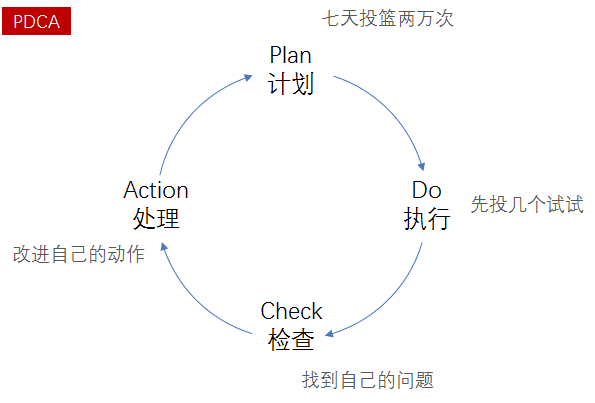 PDCA
七天投篮两万次
Plan
计划
Do
执行
先投几个试试
Check
检查
找到自己的问题
Action
处理
改进自己的动作